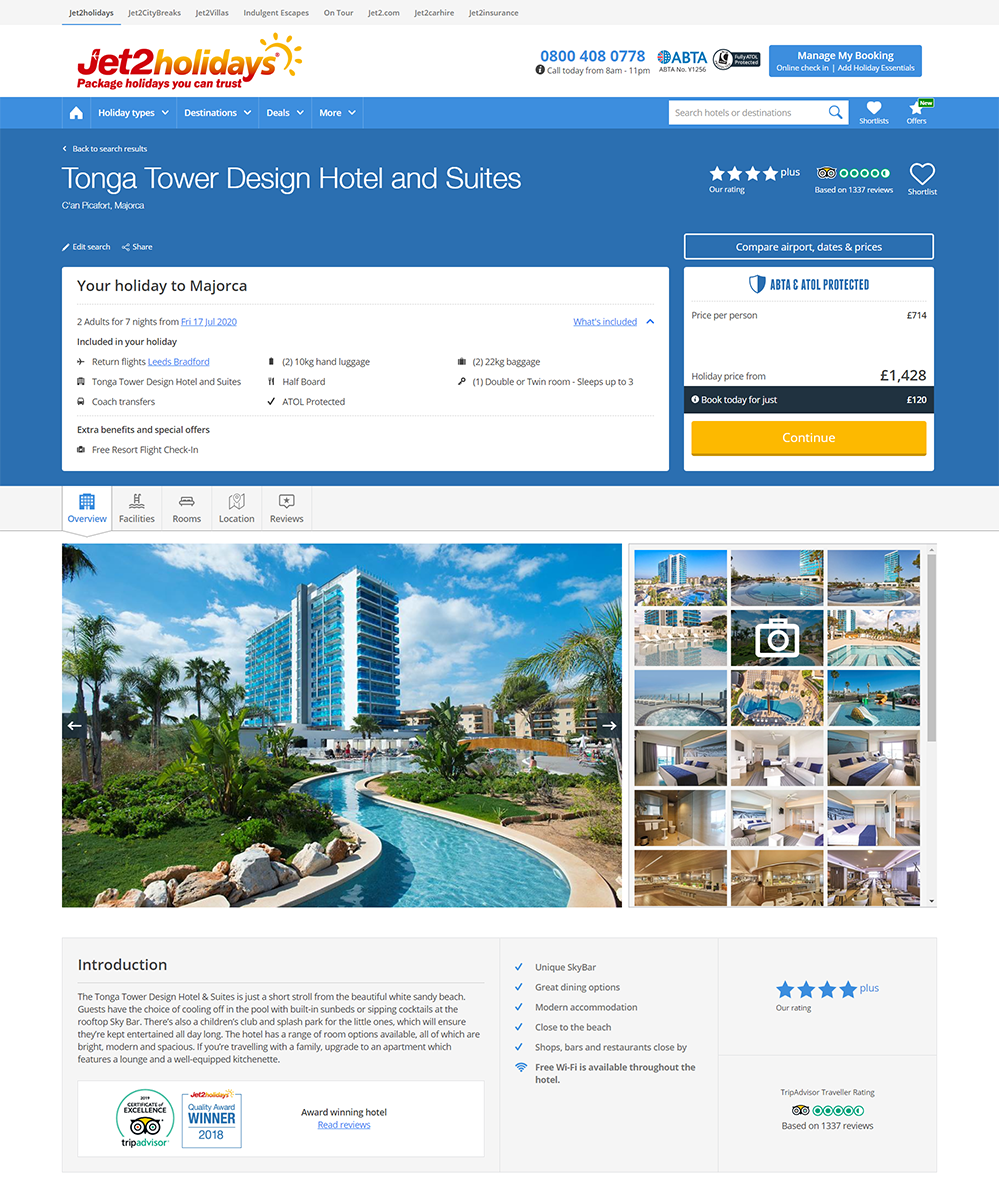 Jet2holidays Jet2CityBreaks Jet2Villas Indulgent Escapes On Tour Jet2.com Jet2carhire Jet2insurance
Jet2holidays
Package holidays you can trust
0800 408 0778
Call today from 8am - 11pm
ABTA
ABTA No. Y1256
Fully ATOL
Protected
Manage My Booking
Online check in | Add Holiday Essentials
Holiday types Destinations Deals More
Search hotels or destinations
Shortlists
New
Offers
Back to search results
Tonga Tower Design Hotel and Suites
C'an Picafort, Majorca
plus
Our rating
Based on 1337 reviews
Shortlist
Edit search Share
Compare airport, dates & prices
Your holiday to Majorca
2 Adults for 7 nights from Fri 17 Jul 2020
What's included
Included in your holiday
Return flights Leeds Bradford
(2) 10kg hand luggage
(2) 22kg baggage
Tonga Tower Design Hotel and Suites
Half Board
(1) Double or Twin room - Sleeps up to 3
Coach transfers
ATOL Protected
Extra benefits and special offers
Free Resort Flight Check-In
ABTA & ATOL PROTECTED
Price per person £714
Holiday price from £1,428
Book today for just £120
Continue
Overview Facilities Rooms Location Reviews
Introduction
The Tonga Tower Design Hotel & Suites is just a short stroll from the beautiful white sandy beach.
Guests have the choice of cooling off in the pool with built-in sunbeds or sipping cocktails at the
rooftop Sky Bar. There's also a children's club and splash park for the little ones, which will ensure
they're kept entertained all day long. The hotel has a range of room options available, all of which are
bright, modern and spacious. If you're travelling with a family, upgrade to an apartment which
features a lounge and a well-equipped kitchenette.
2019
CERTIFICATE of
EXCELLENCE
tripadvisor
Jet2holidays
Quality Award
WINNER
2018
Award winning hotel
Read reviews
Unique SkyBar
Great dining options
Modern accommodation
Close to the beach
Shops, bars and restaurants close by
Free Wi-Fi is available throughout the
hotel.
plus
Our rating
TripAdvisor Traveller Rating
Based on 1337 reviews